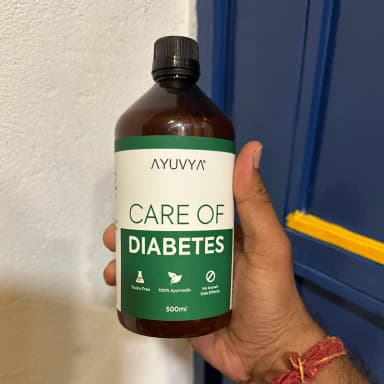 AYUVYA®
CARE OF
DIABETES
Toxins Free
100% Ayurvedic
No Known
Side Effects
500ml